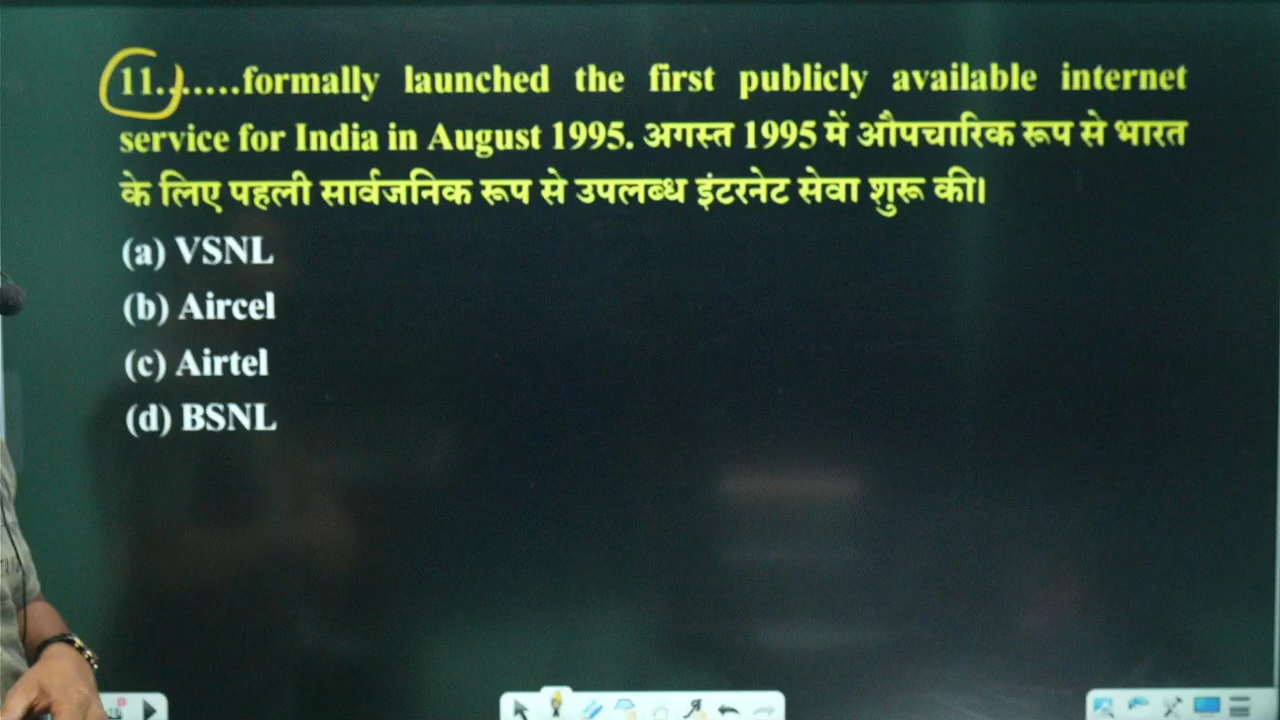 11........formally launched the first publicly available internet
service for India in August 1995. अगस्त 1995 में औपचारिक रूप से भारत
के लिए पहली सार्वजनिक रूप से उपलब्ध इंटरनेट सेवा शुरू की।
(a) VSNL
(b) Aircel
(c) Airtel
(d) BSNL